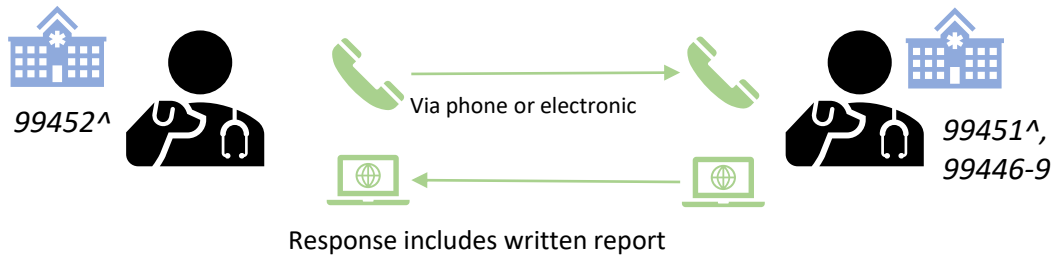 99452^
Via phone or electronic
99451^,
99446-9
Response includes written report